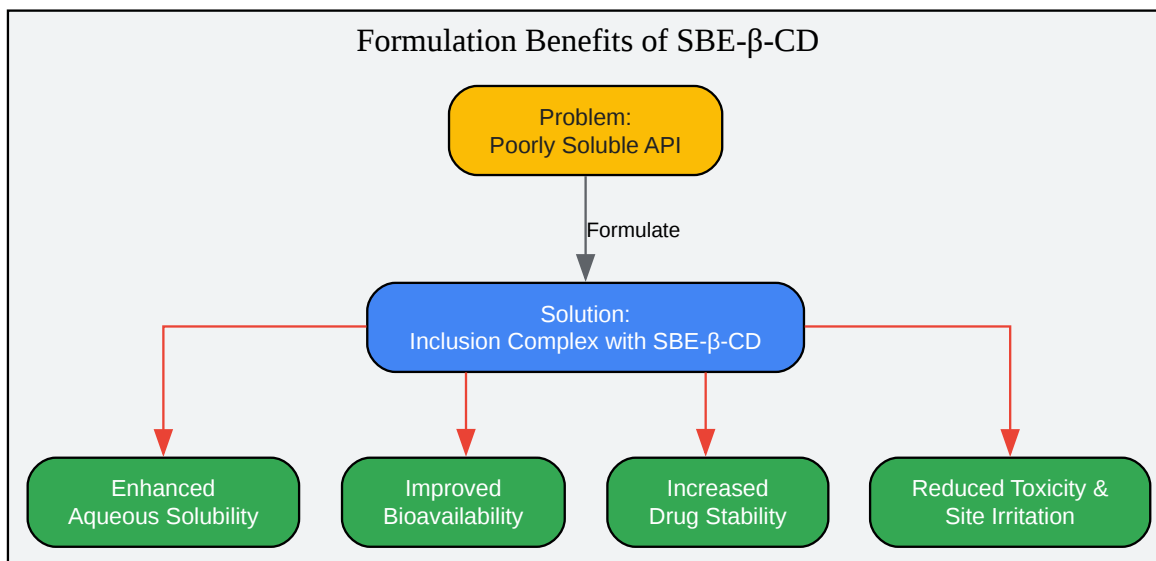 Formulation Benefits of SBE-β-CD
Problem:
Poorly Soluble API
Formulate
Solution:
Inclusion Complex with SBE-β-CD
Enhanced
Aqueous Solubility
Improved
Bioavailability
Increased
Drug Stability
Reduced Toxicity &
Site Irritation